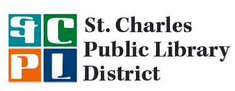 SC
PL
St. Charles
Public Library
District